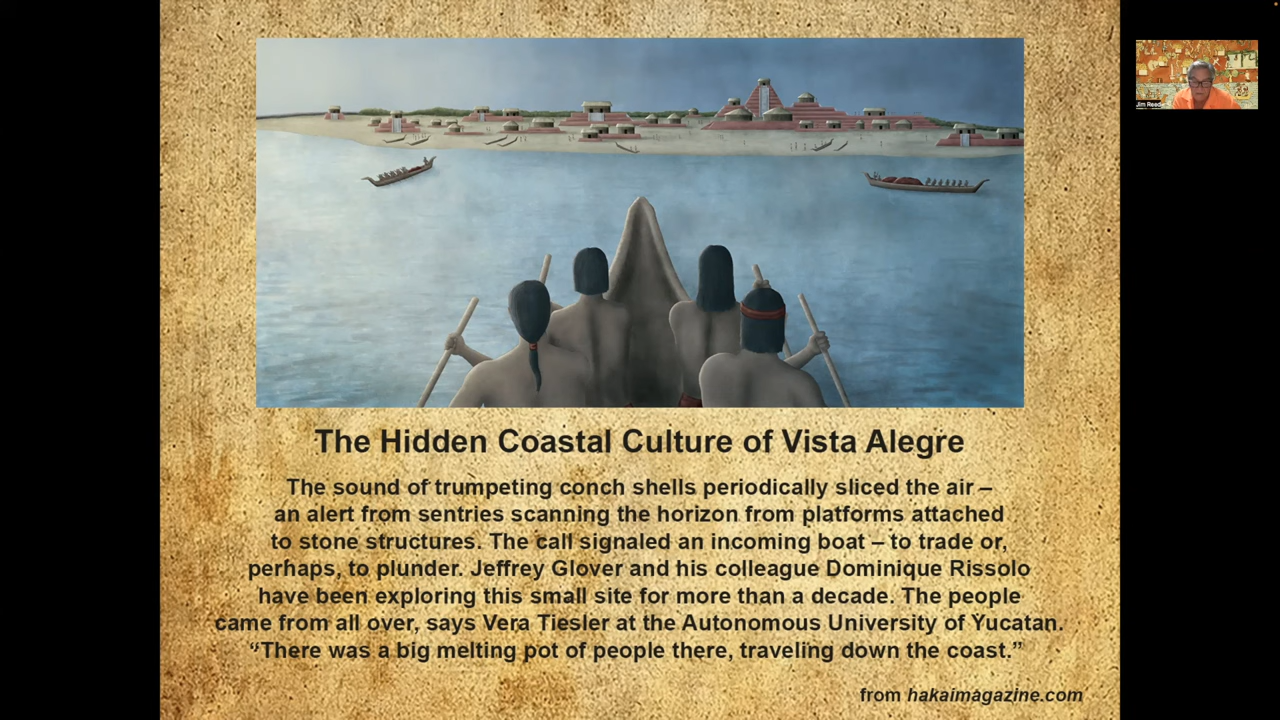 The Hidden Coastal Culture of Vista Alegre
The sound of trumpeting conch shells periodically sliced the air –
an alert from sentries scanning the horizon from platforms attached
to stone structures. The call signaled an incoming boat – to trade or,
perhaps, to plunder. Jeffrey Glover and his colleague Dominique Rissolo
have been exploring this small site for more than a decade. The people
came from all over, says Vera Tiesler at the Autonomous University of Yucatan.
“There was a big melting pot of people there, traveling down the coast.”
from hakaimagazine.com
Jim Reed